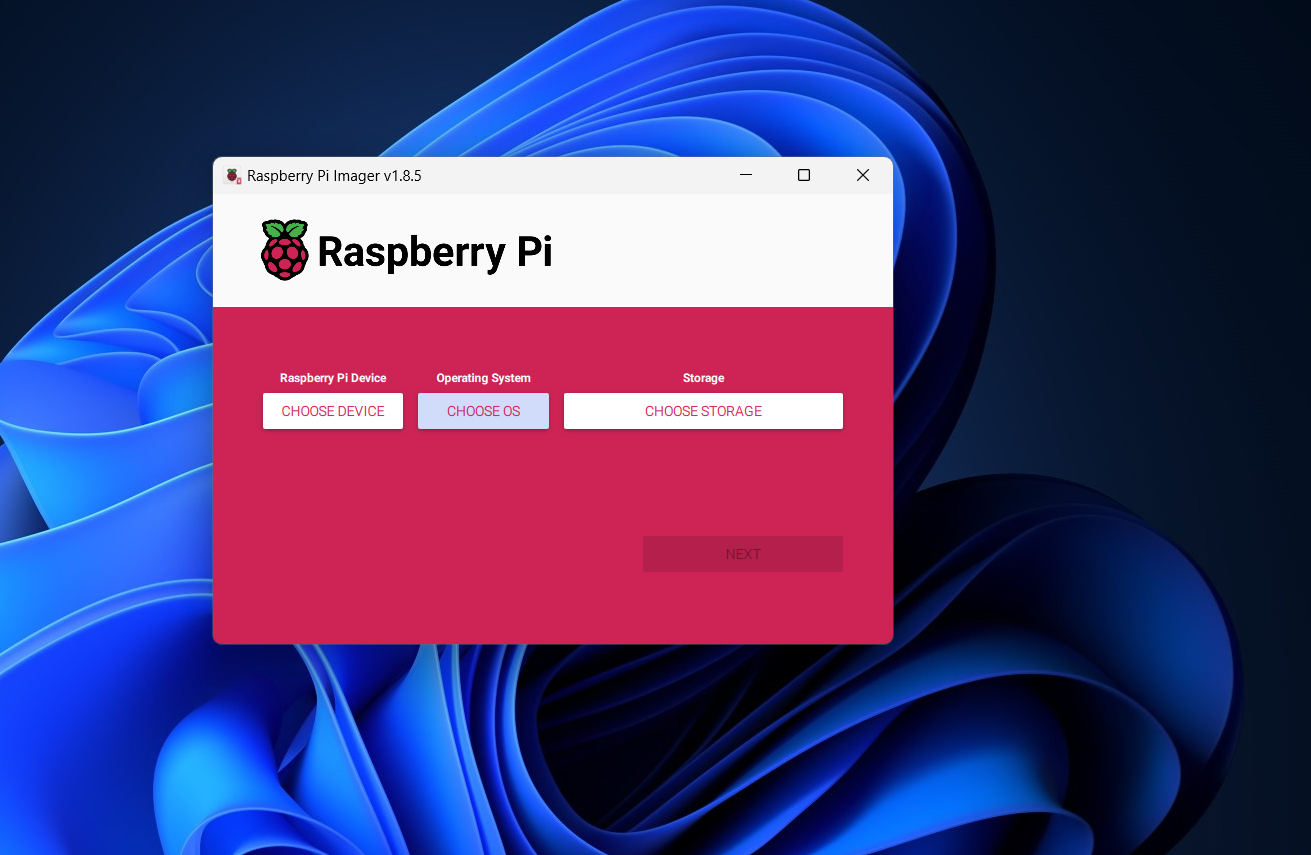 Raspberry Pi Imager v1.8.5
Raspberry Pi
Raspberry Pi Device Operating System Storage
CHOOSE DEVICE CHOOSE OS CHOOSE STORAGE
NEXT